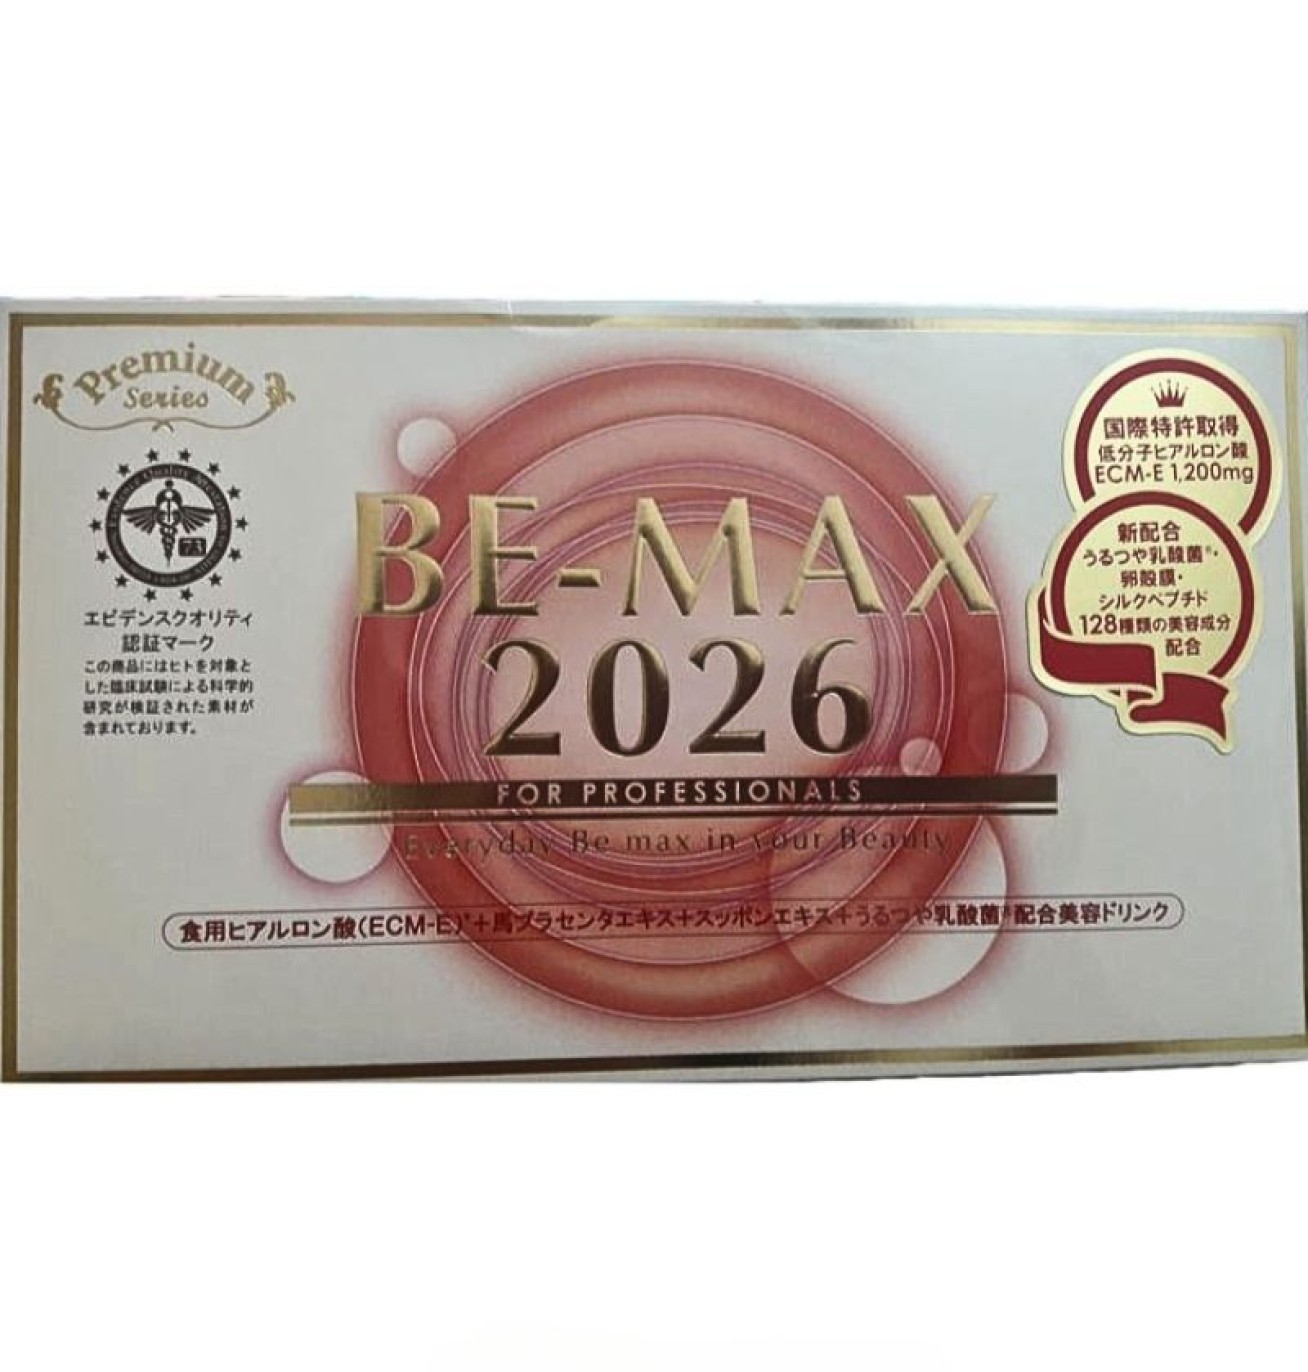 Premium
Series
エビデンスクオリティ
認証マーク
この商品にはヒトを対象と
した臨床試験による科学的
研究が検証された素材が
含まれております。
BE-MAX
2026
FOR PROFESSIONALS
Everyday Be max in your Beauty
国際特許取得
低分子ヒアルロン酸
ECM-E 1,200mg
新配合
うるつや乳酸菌®・
卵殻膜・
シルクペプチド
128種類の美容成分
配合
食用ヒアルロン酸(ECM-E)+馬プラセンタエキス+スッポンエキス+うるつや乳酸菌®配合美容ドリンク